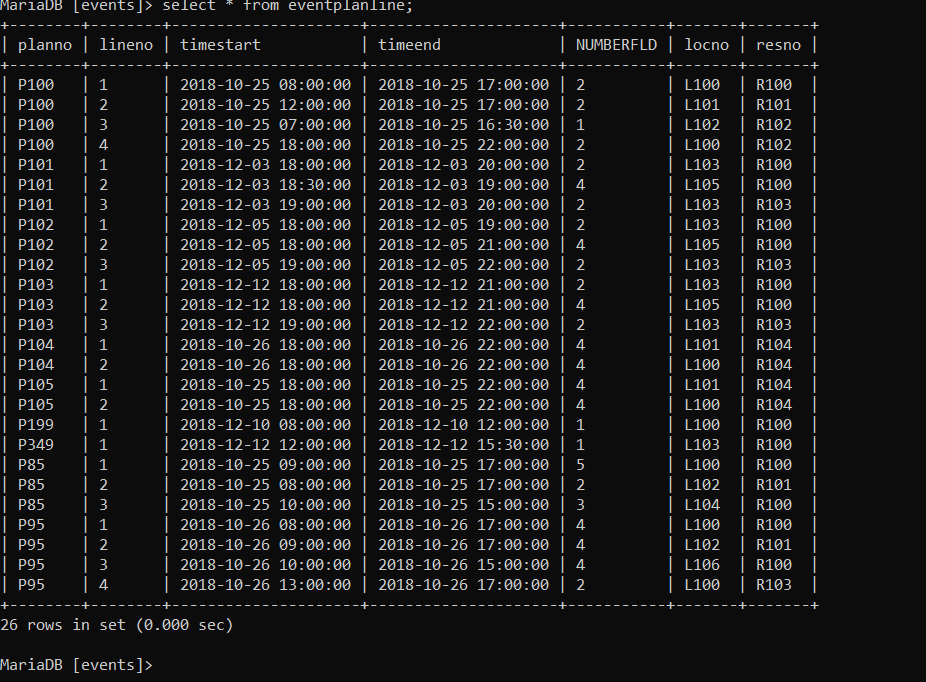 MariaDB [events]> select * from eventplanline;
+--------+--------+---------------------+---------------------+-----------+-------+-------+
| planno | lineno | timestart           | timeend             | NUMBERFLD | locno | resno |
+--------+--------+---------------------+---------------------+-----------+-------+-------+
| P100   | 1      | 2018-10-25 08:00:00 | 2018-10-25 17:00:00 | 2         | L100  | R100  |
| P100   | 2      | 2018-10-25 12:00:00 | 2018-10-25 17:00:00 | 2         | L101  | R101  |
| P100   | 3      | 2018-10-25 07:00:00 | 2018-10-25 16:30:00 | 1         | L102  | R102  |
| P100   | 4      | 2018-10-25 18:00:00 | 2018-10-25 22:00:00 | 2         | L100  | R102  |
| P101   | 1      | 2018-12-03 18:00:00 | 2018-12-03 20:00:00 | 2         | L103  | R100  |
| P101   | 2      | 2018-12-03 18:30:00 | 2018-12-03 19:00:00 | 4         | L105  | R100  |
| P101   | 3      | 2018-12-03 19:00:00 | 2018-12-03 20:00:00 | 2         | L103  | R103  |
| P102   | 1      | 2018-12-05 18:00:00 | 2018-12-05 19:00:00 | 2         | L103  | R100  |
| P102   | 2      | 2018-12-05 18:00:00 | 2018-12-05 21:00:00 | 4         | L105  | R100  |
| P102   | 3      | 2018-12-05 19:00:00 | 2018-12-05 22:00:00 | 2         | L103  | R103  |
| P103   | 1      | 2018-12-12 18:00:00 | 2018-12-12 21:00:00 | 2         | L103  | R100  |
| P103   | 2      | 2018-12-12 18:00:00 | 2018-12-12 21:00:00 | 4         | L105  | R100  |
| P103   | 3      | 2018-12-12 19:00:00 | 2018-12-12 22:00:00 | 2         | L103  | R103  |
| P104   | 1      | 2018-10-26 18:00:00 | 2018-10-26 22:00:00 | 4         | L101  | R104  |
| P104   | 2      | 2018-10-26 18:00:00 | 2018-10-26 22:00:00 | 4         | L100  | R104  |
| P105   | 1      | 2018-10-25 18:00:00 | 2018-10-25 22:00:00 | 4         | L101  | R104  |
| P105   | 2      | 2018-10-25 18:00:00 | 2018-10-25 22:00:00 | 4         | L100  | R104  |
| P199   | 1      | 2018-12-10 08:00:00 | 2018-12-10 12:00:00 | 1         | L100  | R100  |
| P349   | 1      | 2018-12-12 12:00:00 | 2018-12-12 15:30:00 | 1         | L103  | R100  |
| P85    | 1      | 2018-10-25 09:00:00 | 2018-10-25 17:00:00 | 5         | L100  | R100  |
| P85    | 2      | 2018-10-25 08:00:00 | 2018-10-25 17:00:00 | 2         | L102  | R101  |
| P85    | 3      | 2018-10-25 10:00:00 | 2018-10-25 15:00:00 | 3         | L104  | R100  |
| P95    | 1      | 2018-10-26 08:00:00 | 2018-10-26 17:00:00 | 4         | L100  | R100  |
| P95    | 2      | 2018-10-26 09:00:00 | 2018-10-26 17:00:00 | 4         | L102  | R101  |
| P95    | 3      | 2018-10-26 10:00:00 | 2018-10-26 15:00:00 | 4         | L106  | R100  |
| P95    | 4      | 2018-10-26 13:00:00 | 2018-10-26 17:00:00 | 2         | L100  | R103  |
+--------+--------+---------------------+---------------------+-----------+-------+-------+
26 rows in set (0.000 sec)
MariaDB [events]>